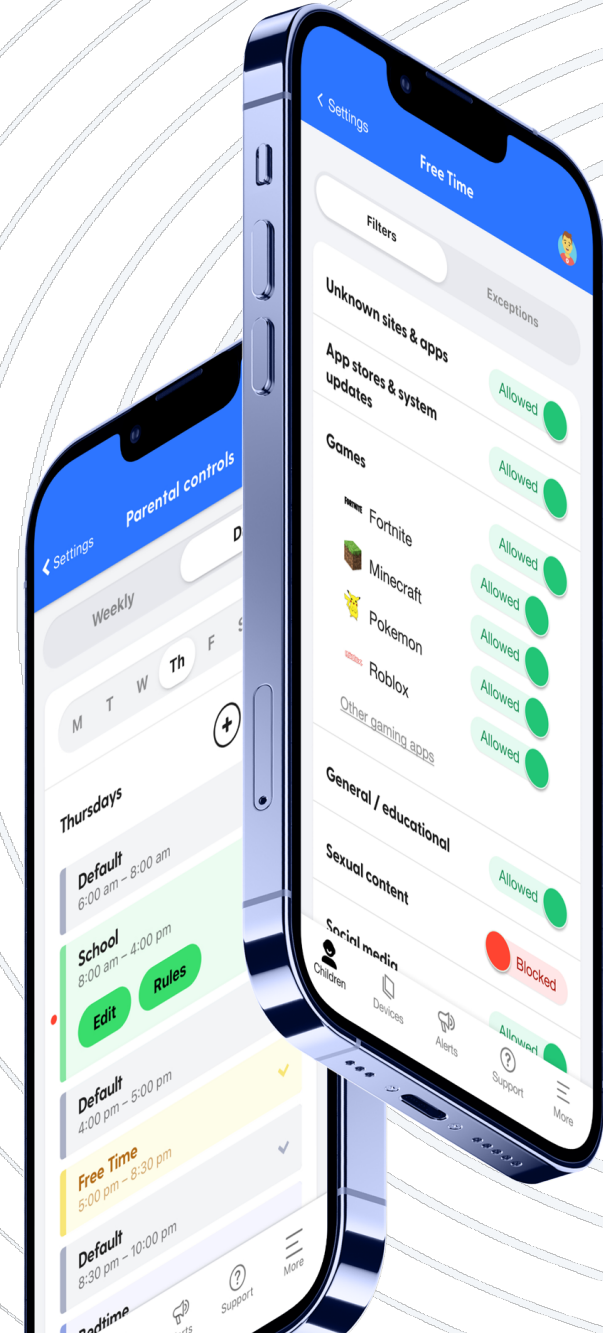 Settings
Free Time
Filters
Exceptions
Unknown sites & apps
Allowed
App stores & system
updates
Allowed
Games
Allowed
FORTNITE
Fortnite
Allowed
Minecraft
Allowed
Pokemon
Allowed
Roblox
Allowed
Other gaming apps
General / educational
Allowed
Sexual content
Blocked
Social media
Allowed
Children
Devices
Alerts
Support
More
Parental controls
Settings
Weekly
D
M T W Th F S
Thursdays
Default
6:00 am – 8:00 am
School
8:00 am – 4:00 pm
Edit
Rules
Default
4:00 pm – 5:00 pm
Free Time
5:00 pm – 8:30 pm
Default
8:30 pm – 10:00 pm
Bedtime
Support
More